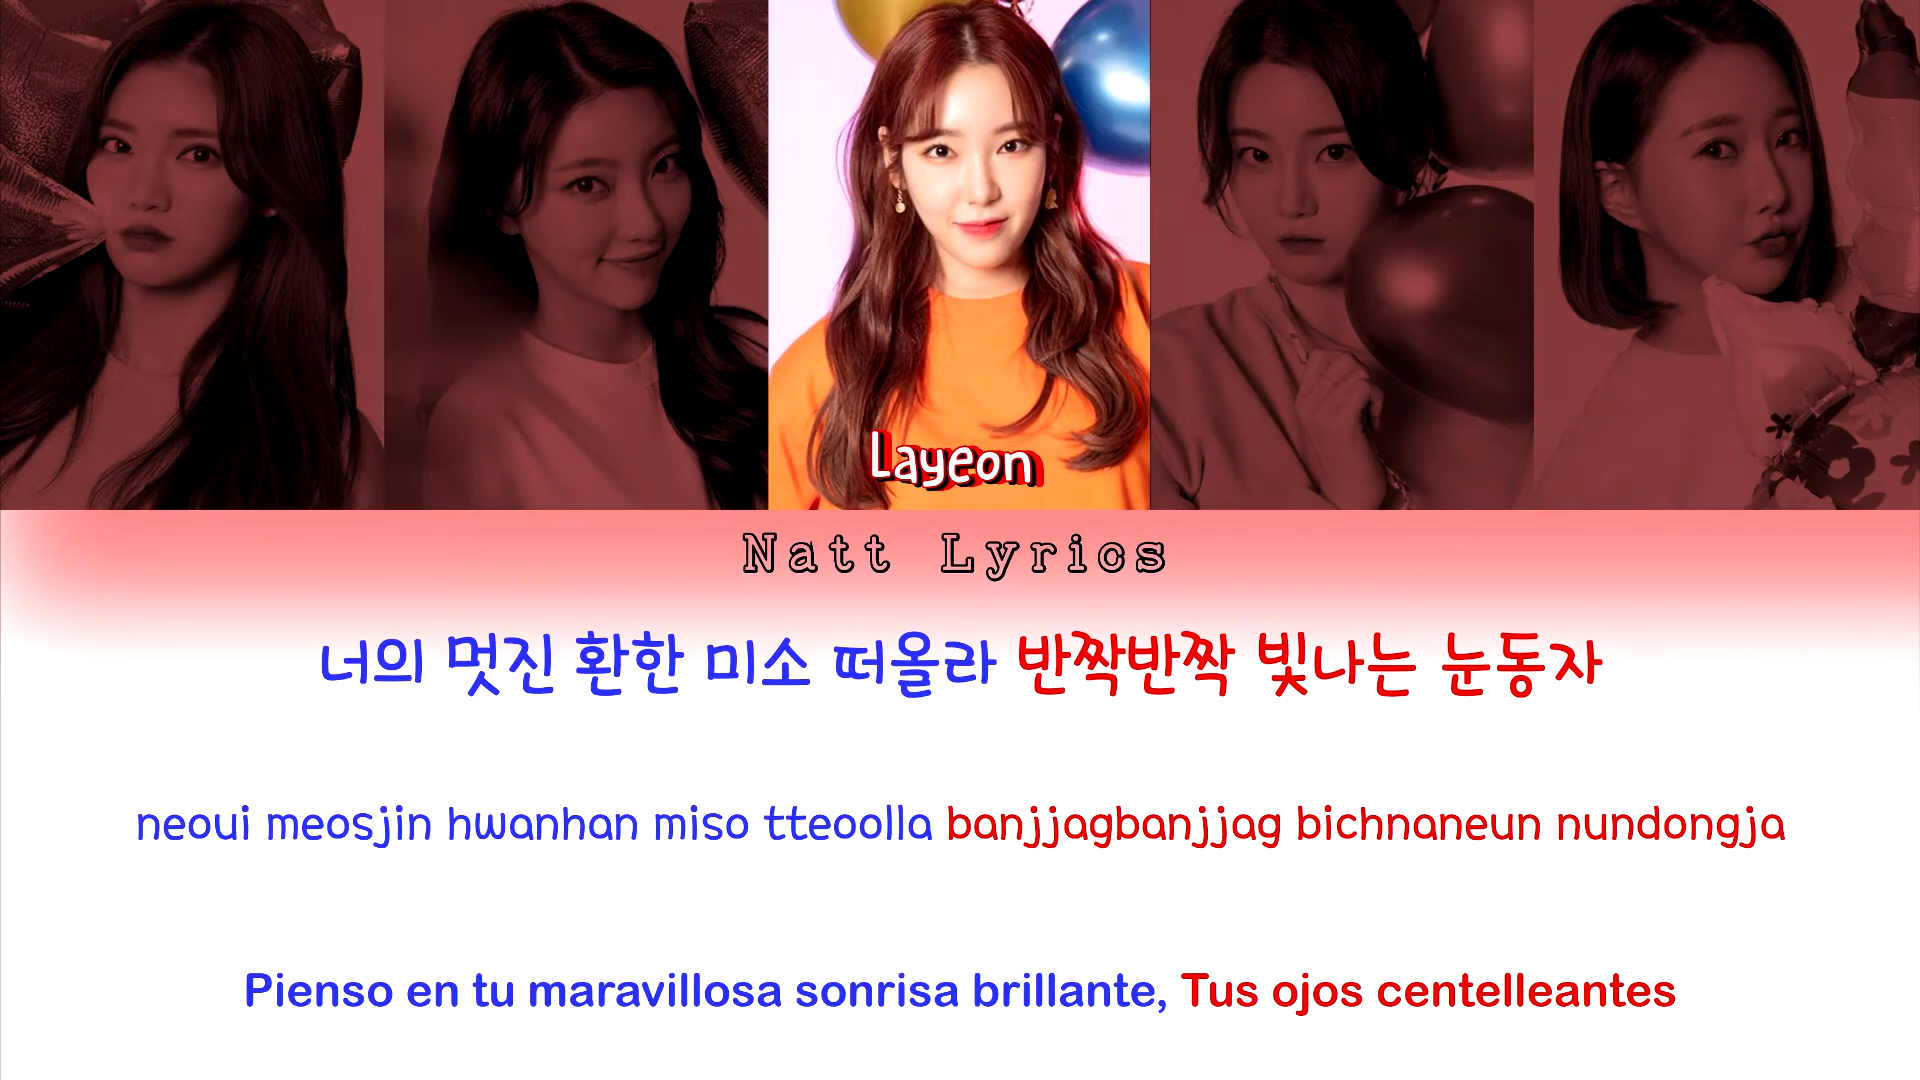 Layeon
Natt Lyrics
너의 멋진 환한 미소 떠올라 반짝반짝 빛나는 눈동자
neoui meosjin hwanhan miso tteoolla banjjagbanjjag bichnaneun nundongja
Pienso en tu maravillosa sonrisa brillante, Tus ojos centelleantes